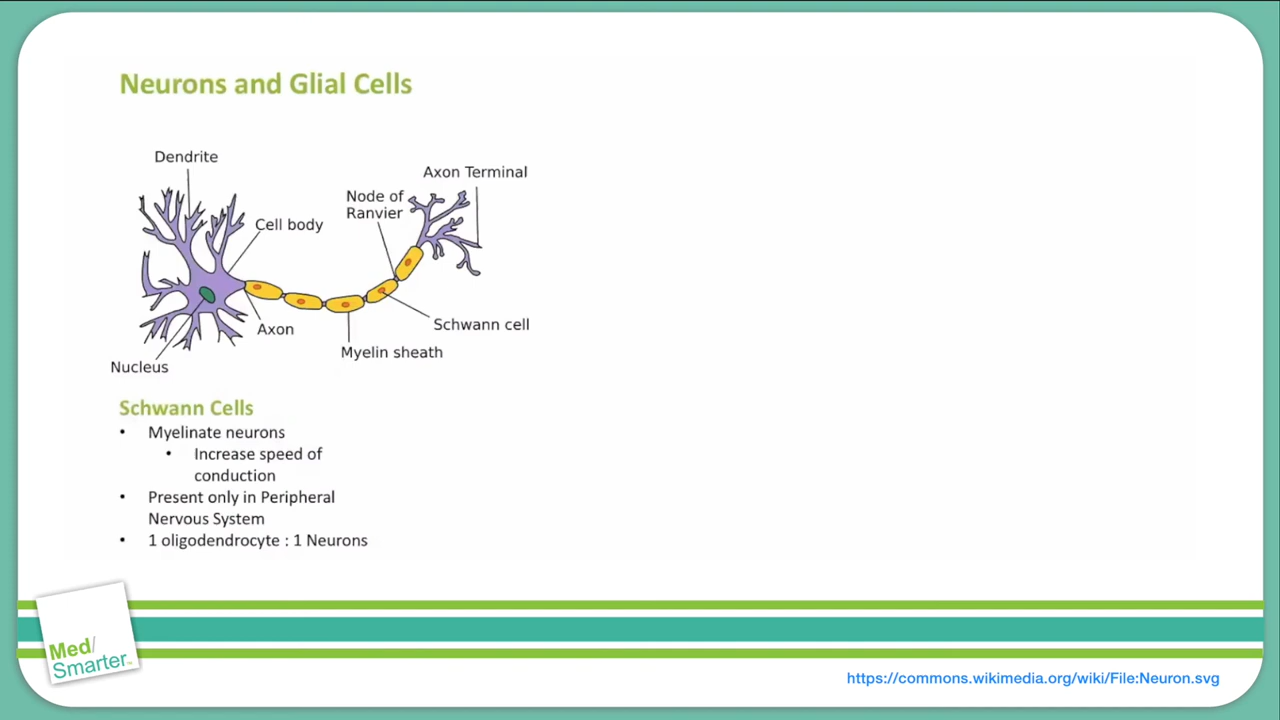 Neurons and Glial Cells
Dendrite
Axon Terminal
Node of
Ranvier
Cell body
Axon
Schwann cell
Myelin sheath
Nucleus
Schwann Cells
• Myelinate neurons
• Increase speed of
conduction
• Present only in Peripheral
Nervous System
• 1 oligodendrocyte : 1 Neurons
Med/
Smarter™
https://commons.wikimedia.org/wiki/File:Neuron.svg